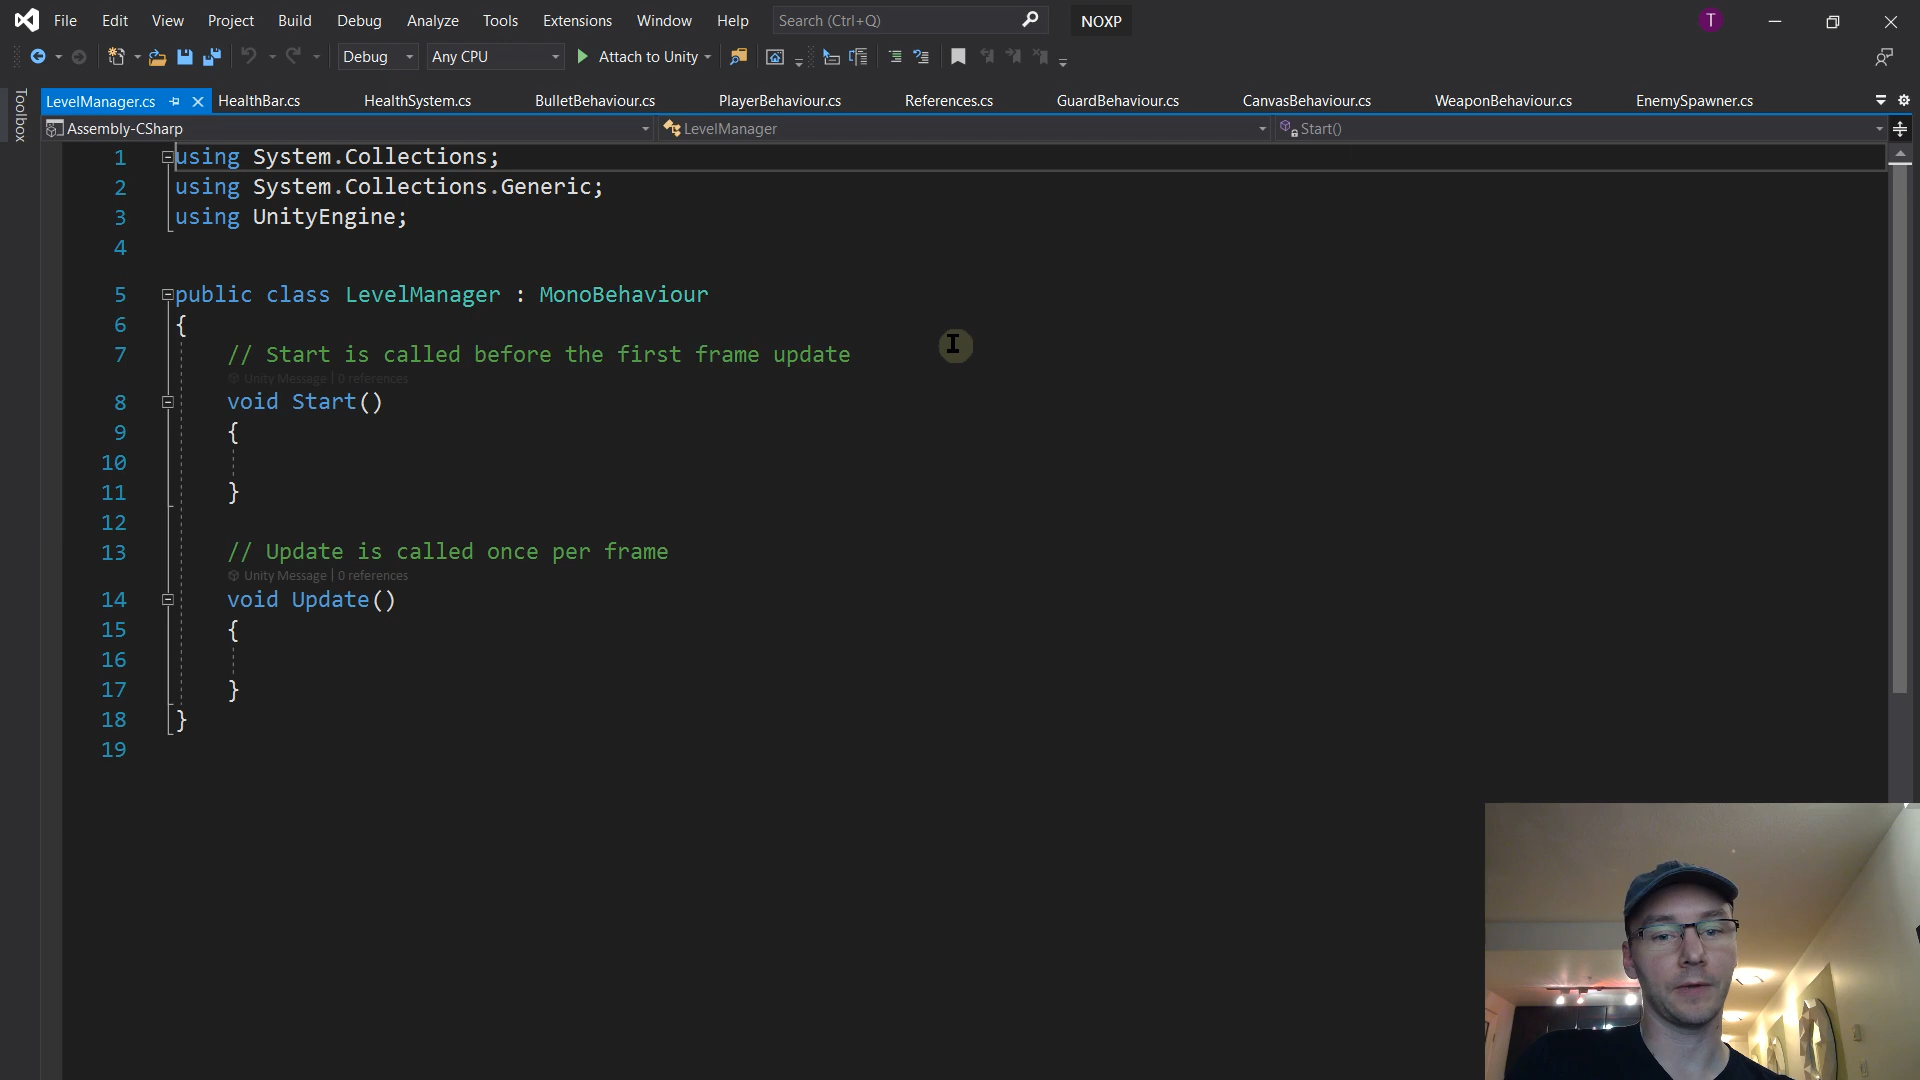 File Edit View Project Build Debug Analyze Tools Extensions Window Help Search (Ctrl+Q) NOXP T
Debug Any CPU Attach to Unity
Toolbox
LevelManager.cs HealthBar.cs HealthSystem.cs BulletBehaviour.cs PlayerBehaviour.cs References.cs GuardBehaviour.cs CanvasBehaviour.cs WeaponBehaviour.cs EnemySpawner.cs
Assembly-CSharp LevelManager Start()
1 using System.Collections;
2 using System.Collections.Generic;
3 using UnityEngine;
4
5 public class LevelManager : MonoBehaviour
6 {
7 // Start is called before the first frame update
Unity Message | 0 references
8 void Start()
9 {
10
11 }
12
13 // Update is called once per frame
Unity Message | 0 references
14 void Update()
15 {
16
17 }
18 }
19